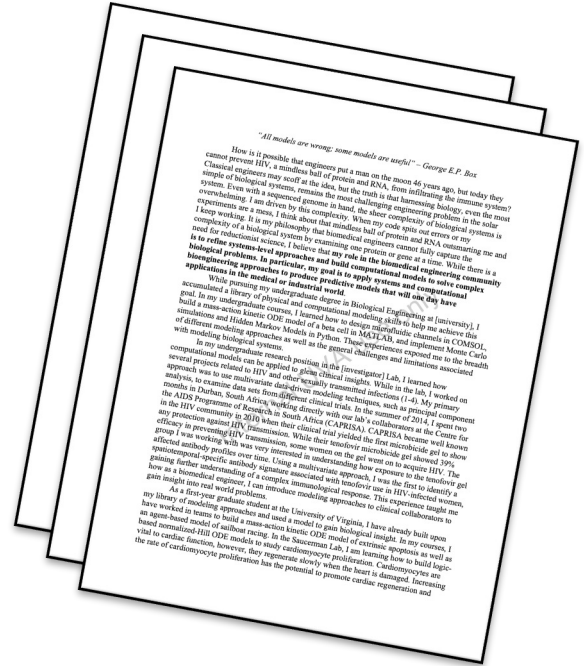 "All models are wrong; some models are useful" – George E.P. Box
How is it possible that engineers put a man on the moon 46 years ago, but today they
cannot prevent HIV, a mindless ball of protein and RNA, from infiltrating the immune system?
Classical engineers may scoff at the idea, but the truth is that harnessing biology, even the most
simple of biological systems, remains the most challenging engineering problem in the solar
system. Even with a sequenced genome in hand, the sheer complexity of biological systems is
overwhelming. I am driven by this complexity. When my code spits out errors or my
experiments are a mess, I think about that mindless ball of protein and RNA outsmarting me and
I keep working. It is my philosophy that biomedical engineers cannot fully capture the
complexity of a biological system by examining one protein or gene at a time. While there is a
need for reductionist science, I believe that my role in the biomedical engineering community
is to refine systems-level approaches and build computational models to solve complex
biological problems. In particular, my goal is to apply systems and computational
bioengineering approaches to produce predictive models that will one day have
applications in the medical or industrial world.
While pursuing my undergraduate degree in Biological Engineering at [university], I
accumulated a library of physical and computational modeling skills to help me achieve this
goal. In my undergraduate courses, I learned how to design microfluidic channels in COMSOL,
build a mass-action kinetic ODE model of a beta cell in MATLAB, and implement Monte Carlo
simulations and Hidden Markov Models in Python. These experiences exposed me to the breadth
of different modeling approaches as well as the general challenges and limitations associated
with modeling biological systems.
In my undergraduate research position in the [investigator] Lab, I learned how
computational models can be applied to glean clinical insights. While in the lab, I worked on
several projects related to HIV and other sexually transmitted infections (1-4). My primary
approach was to use multivariate data-driven modeling techniques, such as principal component
analysis, to examine data sets from different clinical trials. In the summer of 2014, I spent two
months in Durban, South Africa, working directly with our lab's collaborators at the Centre for
the AIDS Programme of Research in South Africa (CAPRISA). CAPRISA became well known
in the HIV community in 2010 when their clinical trial yielded the first microbicide gel to show
any protection against HIV transmission. While their tenofovir microbicide gel showed 39%
efficacy in preventing HIV transmission, some women on the gel went on to acquire HIV. The
group I was working with was very interested in understanding how exposure to the tenofovir gel
affected antibody profiles over time. Using a multivariate approach, I was the first to identify a
spatiotemporal-specific antibody signature associated with tenofovir use in HIV-infected women,
gaining further understanding of a complex immunological response. This experience taught me
how as a biomedical engineer, I can introduce modeling approaches to clinical collaborators to
gain insight into real world problems.
As a first-year graduate student at the University of Virginia, I have already built upon
my library of modeling approaches and used a model to gain biological insight. In my courses, I
have worked in teams to build a mass-action kinetic ODE model of extrinsic apoptosis as well as
an agent-based model of sailboat racing. In the Saucerman Lab, I am learning how to build logic-
based normalized-Hill ODE models to study cardiomyocyte proliferation. Cardiomyocytes are
vital to cardiac function, however, they regenerate slowly when the heart is damaged. Increasing
the rate of cardiomyocyte proliferation has the potential to promote cardiac regeneration and